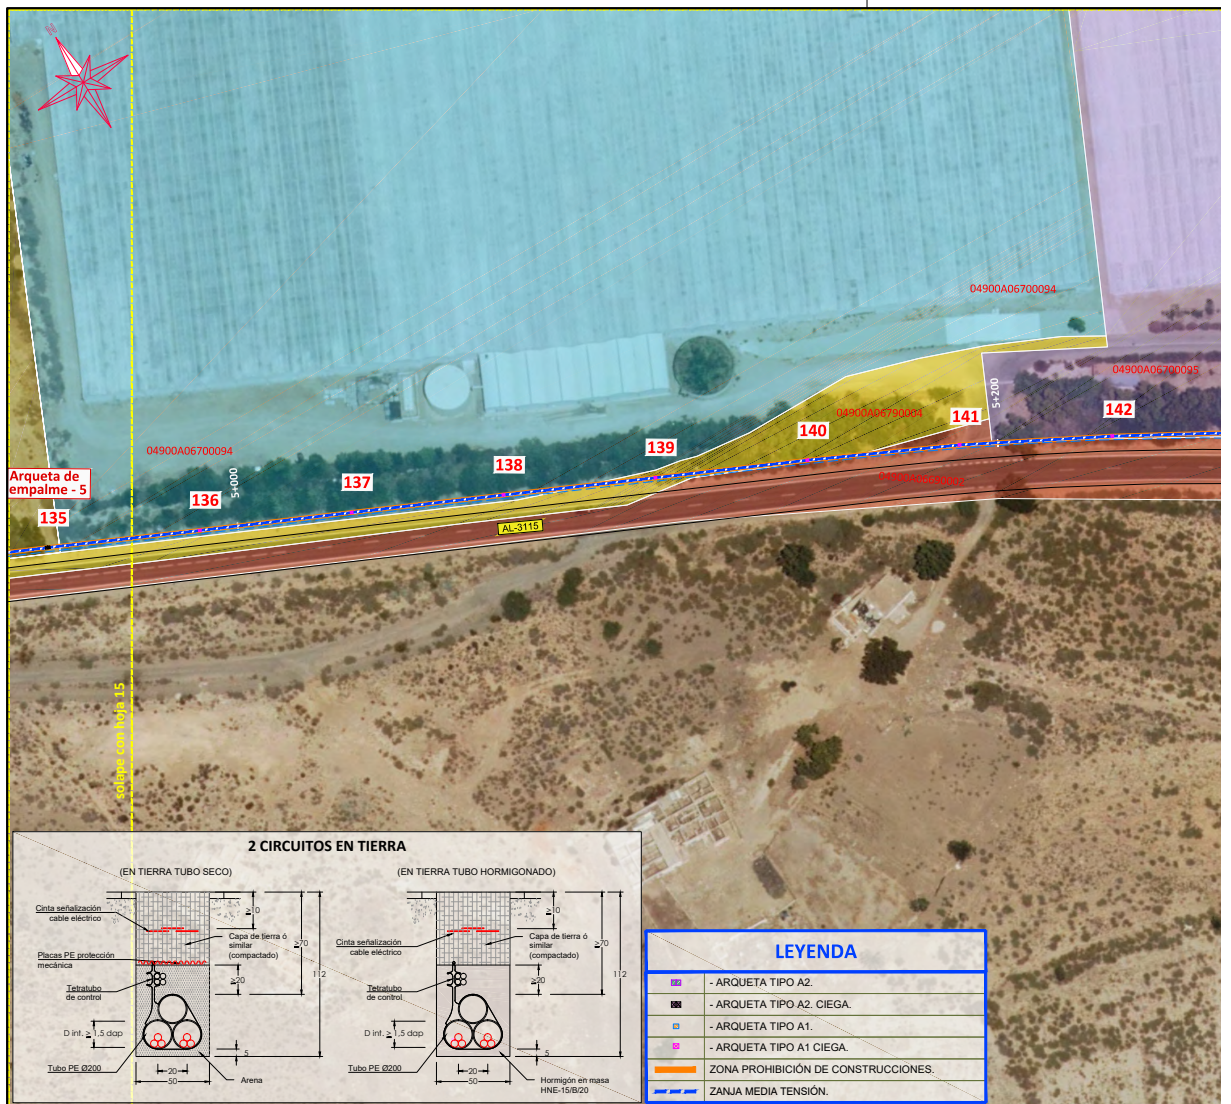 04900A06700094
04900A06700095
5+200
04900A06790004
142
141
140
139
04900A06700094
138
137
5+000
136
Arqueta de
empalme - 5
135
AL-3115
solape con hoja 15
2 CIRCUITOS EN TIERRA
(EN TIERRA TUBO SECO)
Cinta señalización
cable eléctrico
Placas PE protección
mecánica
Tetratubo
de control
D int. ≥ 1,5 dap
Tubo PE Ø200
Capa de tierra ó
similar
(compactado)
Arena
≥10
≥70
≥20
112
5
20
50
(EN TIERRA TUBO HORMIGONADO)
Cinta señalización
cable eléctrico
Tetratubo
de control
D int. ≥ 1,5 dap
Tubo PE Ø200
Capa de tierra ó
similar
(compactado)
Hormigón en masa
HNE-15/B/20
≥10
≥70
≥20
112
5
20
50
LEYENDA
- ARQUETA TIPO A2.
- ARQUETA TIPO A2. CIEGA.
- ARQUETA TIPO A1.
- ARQUETA TIPO A1 CIEGA.
ZONA PROHIBICIÓN DE CONSTRUCCIONES.
ZANJA MEDIA TENSIÓN.